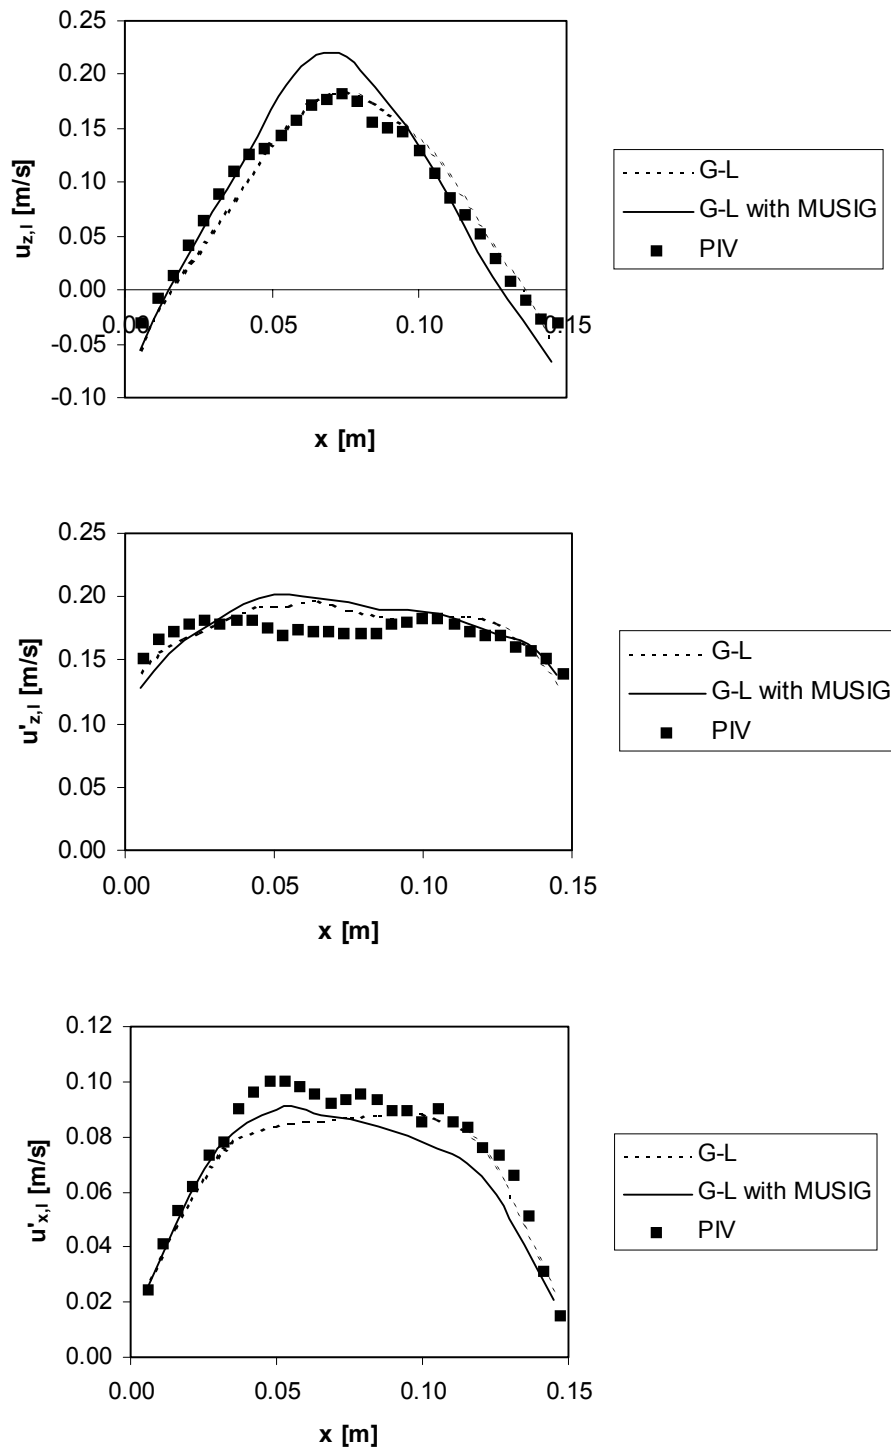 0.25
0.20
0.15
0.10
0.05
0.00
-0.05
-0.10
0.00 0.05 0.10 0.15
u_z,l [m/s]
x [m]
G-L
G-L with MUSIG
PIV
0.25
0.20
0.15
0.10
0.05
0.00
0.00 0.05 0.10 0.15
u'_z,l [m/s]
x [m]
G-L
G-L with MUSIG
PIV
0.12
0.10
0.08
0.06
0.04
0.02
0.00
0.00 0.05 0.10 0.15
u'_x,l [m/s]
x [m]
G-L
G-L with MUSIG
PIV